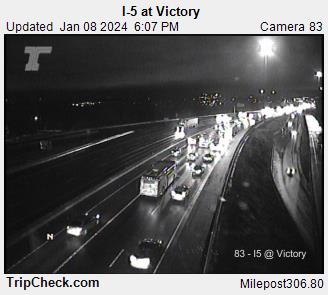 I-5 at Victory
Updated Jan 08 2024 6:07 PM Camera 83
T
N
83 - I5 @ Victory
TripCheck.com Milepost306.80